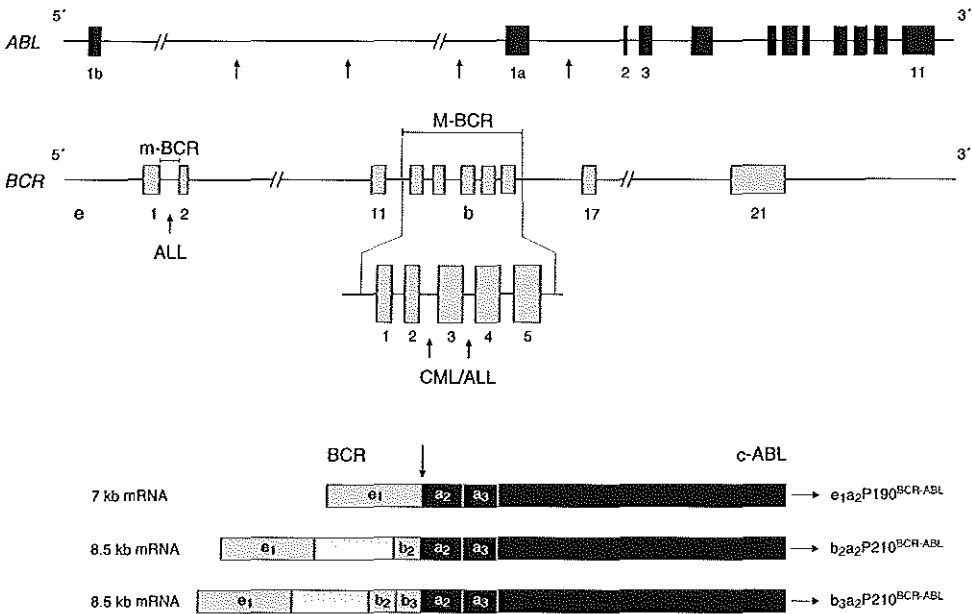 5´ 3´
ABL
1b 1a 2 3 11
M-BCR
5´ m-BCR 3´
BCR
e 1 2 11 b 17 21
ALL
1 2 3 4 5
CML/ALL
BCR c-ABL
7 kb mRNA e1 a2 a3 e1a2P190BCR-ABL
8.5 kb mRNA e1 b2 a2 a3 b2a2P210BCR-ABL
8.5 kb mRNA e1 b2 b3 a2 a3 b3a2P210BCR-ABL